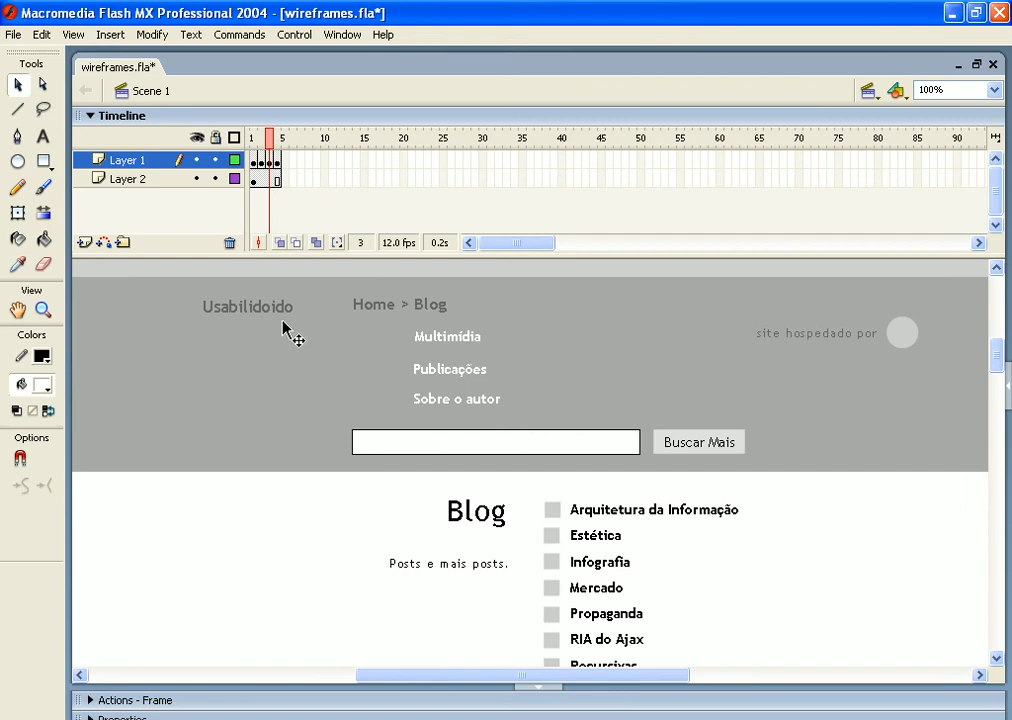 Macromedia Flash MX Professional 2004 - [wireframes.fla*]
File Edit View Insert Modify Text Commands Control Window Help
Tools
wireframes.fla*
Scene 1
100%
Timeline
1 5 10 15 20 25 30 35 40 45 50 55 60 65 70 75 80 85 90
Layer 1
Layer 2
3 12.0 fps 0.2s
View
Colors
Options
Usabilidoido
Home > Blog
Multimídia
Publicações
Sobre o autor
site hospedado por
Buscar Mais
Blog
Posts e mais posts.
Arquitetura da Informação
Estética
Infografia
Mercado
Propaganda
RIA do Ajax
Recursivas
Actions - Frame
Properties